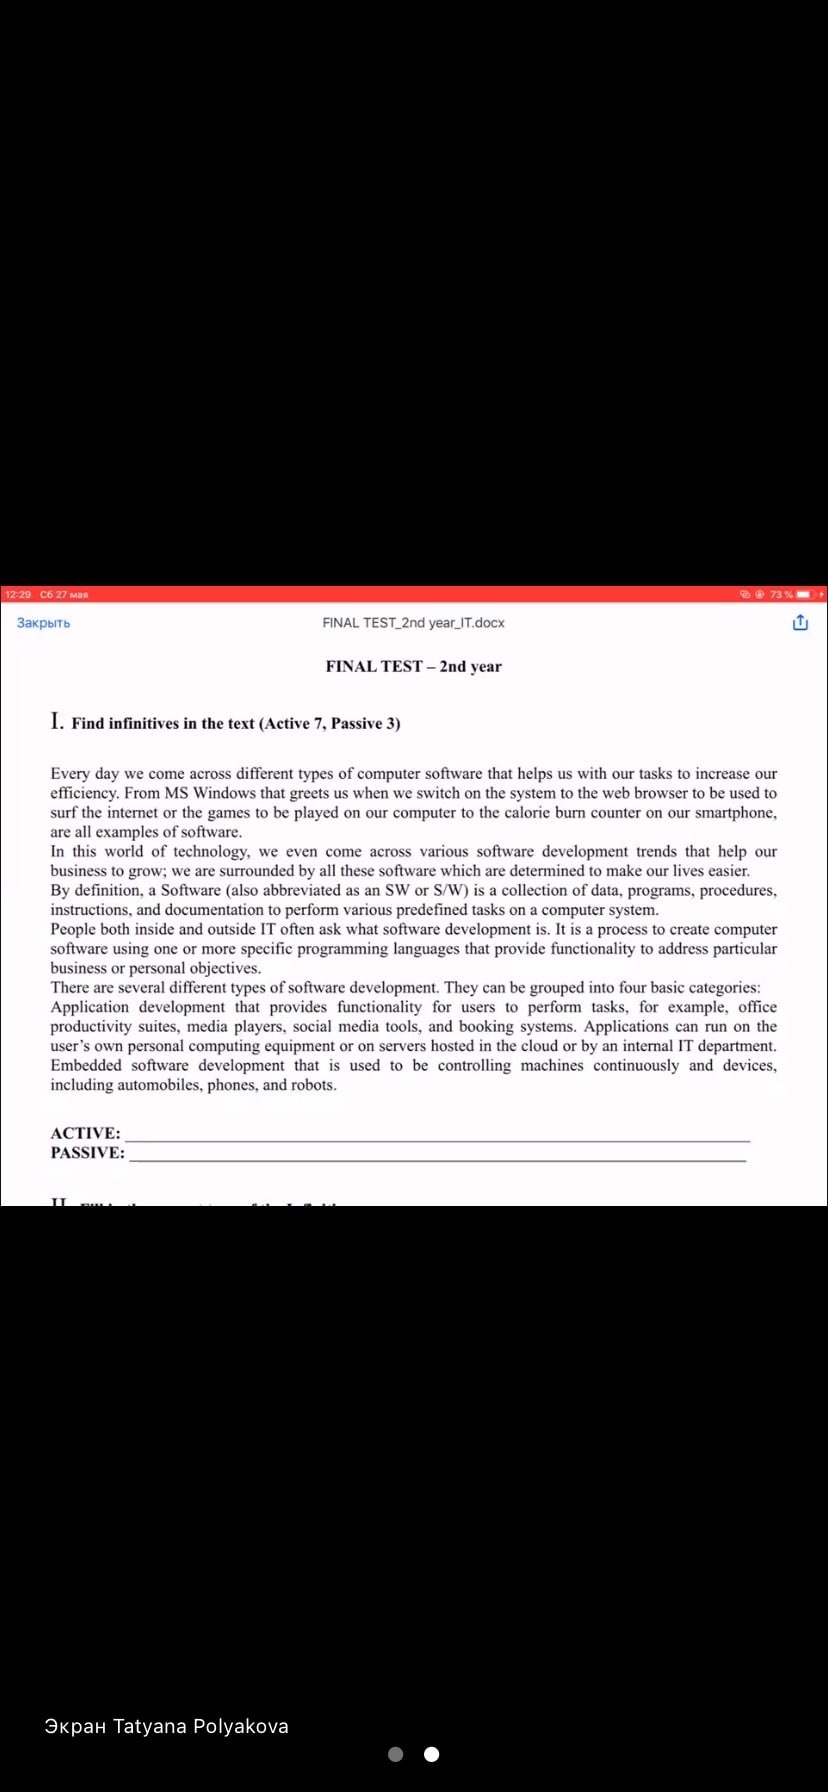 12:29 Сб 27 мая 73 %
Закрыть FINAL TEST_2nd year_IT.docx
FINAL TEST – 2nd year
I. Find infinitives in the text (Active 7, Passive 3)
Every day we come across different types of computer software that helps us with our tasks to increase our
efficiency. From MS Windows that greets us when we switch on the system to the web browser to be used to
surf the internet or the games to be played on our computer to the calorie burn counter on our smartphone,
are all examples of software.
In this world of technology, we even come across various software development trends that help our
business to grow; we are surrounded by all these software which are determined to make our lives easier.
By definition, a Software (also abbreviated as an SW or S/W) is a collection of data, programs, procedures,
instructions, and documentation to perform various predefined tasks on a computer system.
People both inside and outside IT often ask what software development is. It is a process to create computer
software using one or more specific programming languages that provide functionality to address particular
business or personal objectives.
There are several different types of software development. They can be grouped into four basic categories:
Application development that provides functionality for users to perform tasks, for example, office
productivity suites, media players, social media tools, and booking systems. Applications can run on the
user's own personal computing equipment or on servers hosted in the cloud or by an internal IT department.
Embedded software development that is used to be controlling machines continuously and devices,
including automobiles, phones, and robots.
ACTIVE:
PASSIVE:
II
Экран Tatyana Polyakova